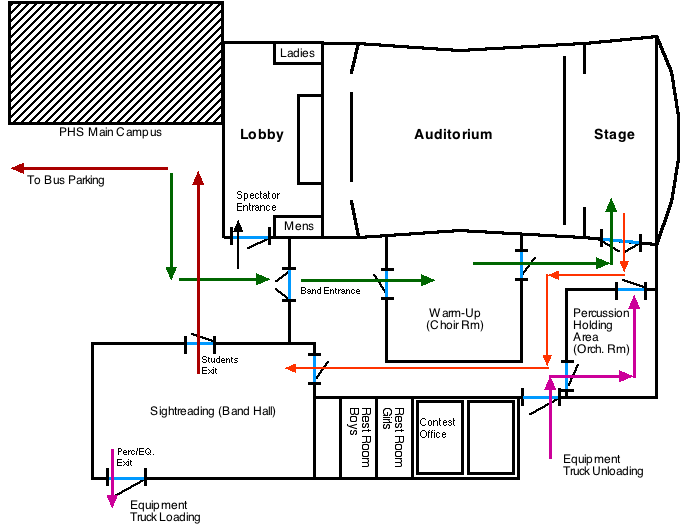 Ladies
PHS Main Campus
Lobby
Auditorium
Stage
To Bus Parking
Spectator
Entrance
Mens
Band Entrance
Warm-Up
(Choir Rm)
Percussion
Holding
Area
(Orch. Rm)
Students
Exit
Sightreading (Band Hall)
Rest Room
Boys
Rest Room
Girls
Contest
Office
Perc/EQ.
Exit
Equipment
Truck Unloading
Equipment
Truck Loading